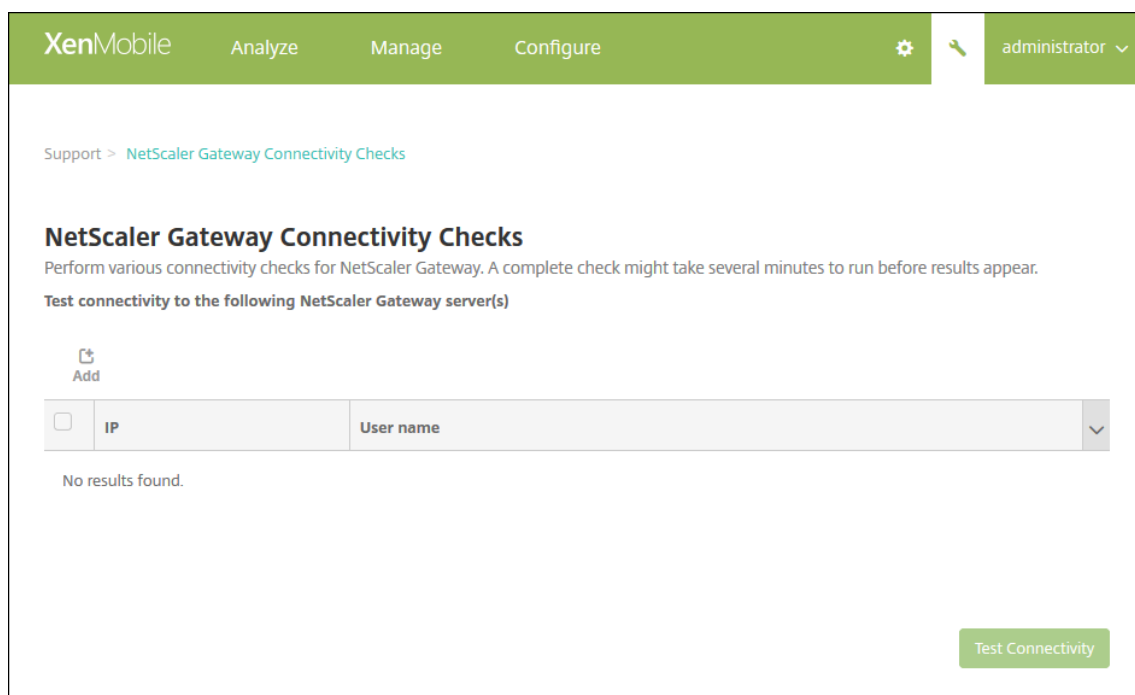 XenMobile Analyze Manage Configure administrator
Support > NetScaler Gateway Connectivity Checks
NetScaler Gateway Connectivity Checks
Perform various connectivity checks for NetScaler Gateway. A complete check might take several minutes to run before results appear.
Test connectivity to the following NetScaler Gateway server(s)
Add
IP User name
No results found.
Test Connectivity